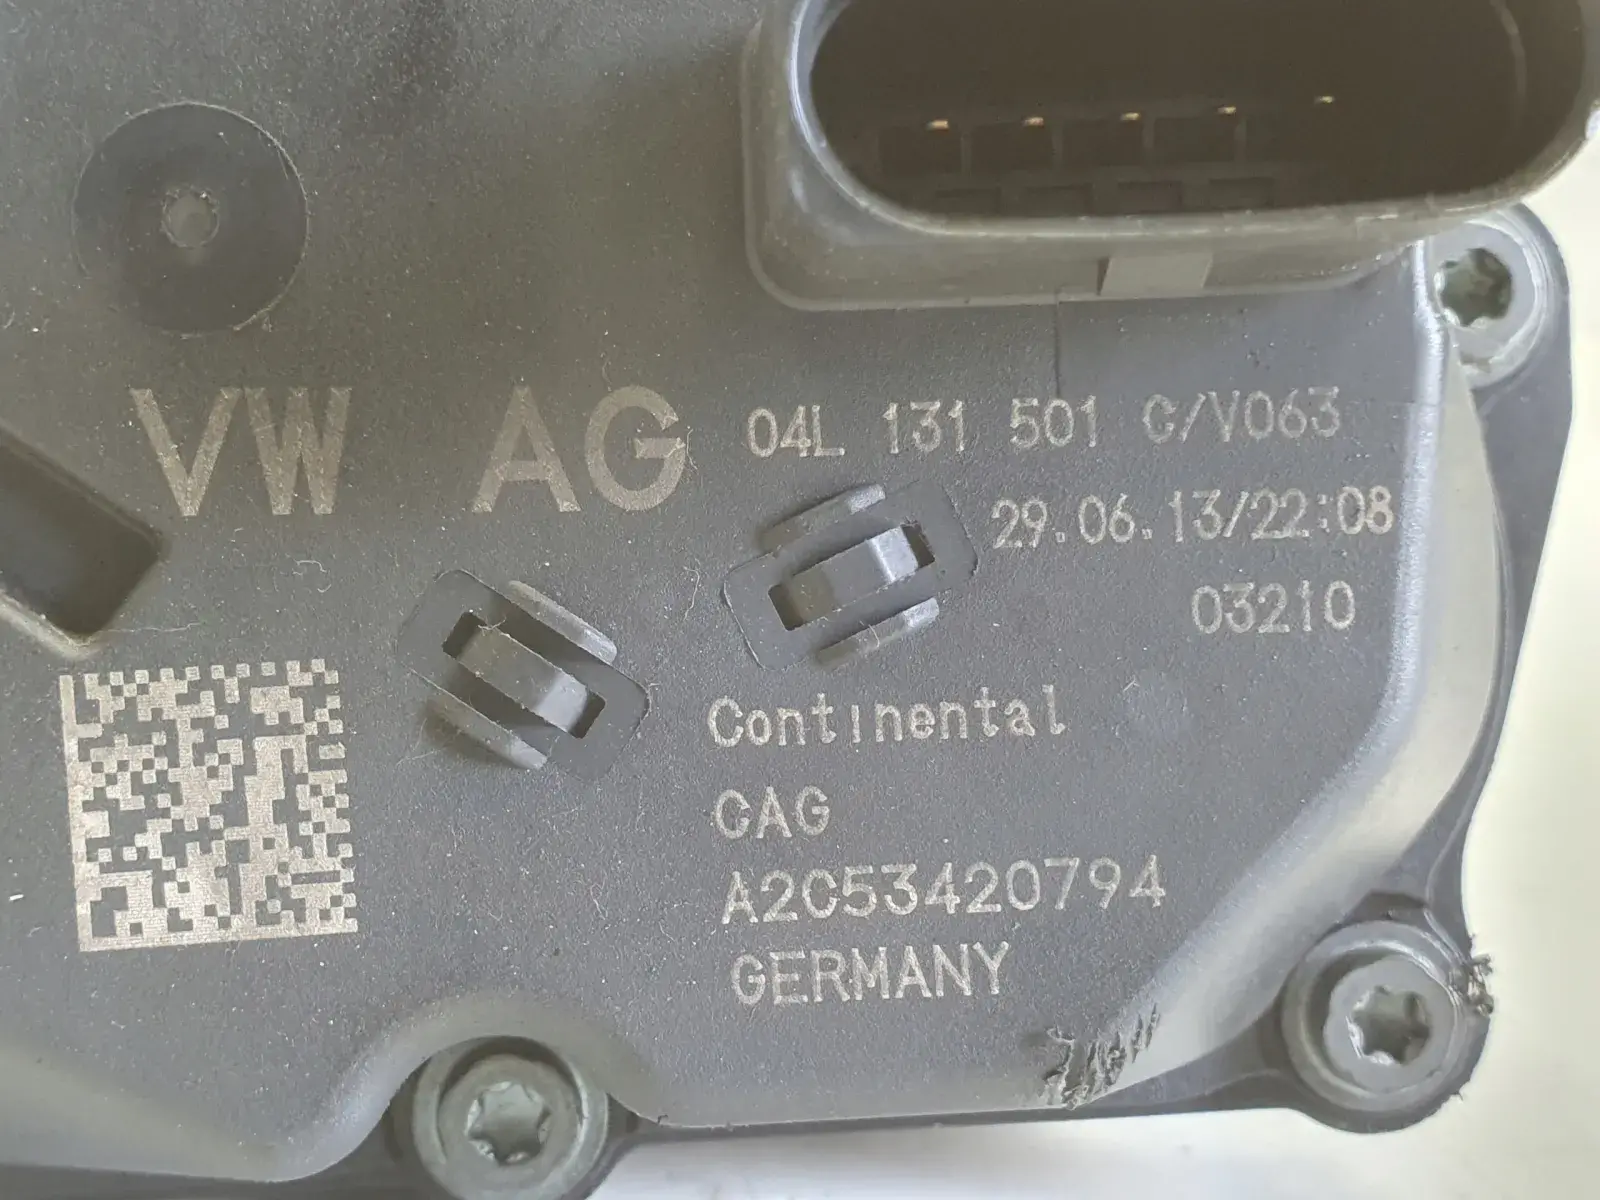 VW AG 04L 131 501 C/V063
29.06.13/22:08
03210
Continental
CAG
A2C53420794
GERMANY